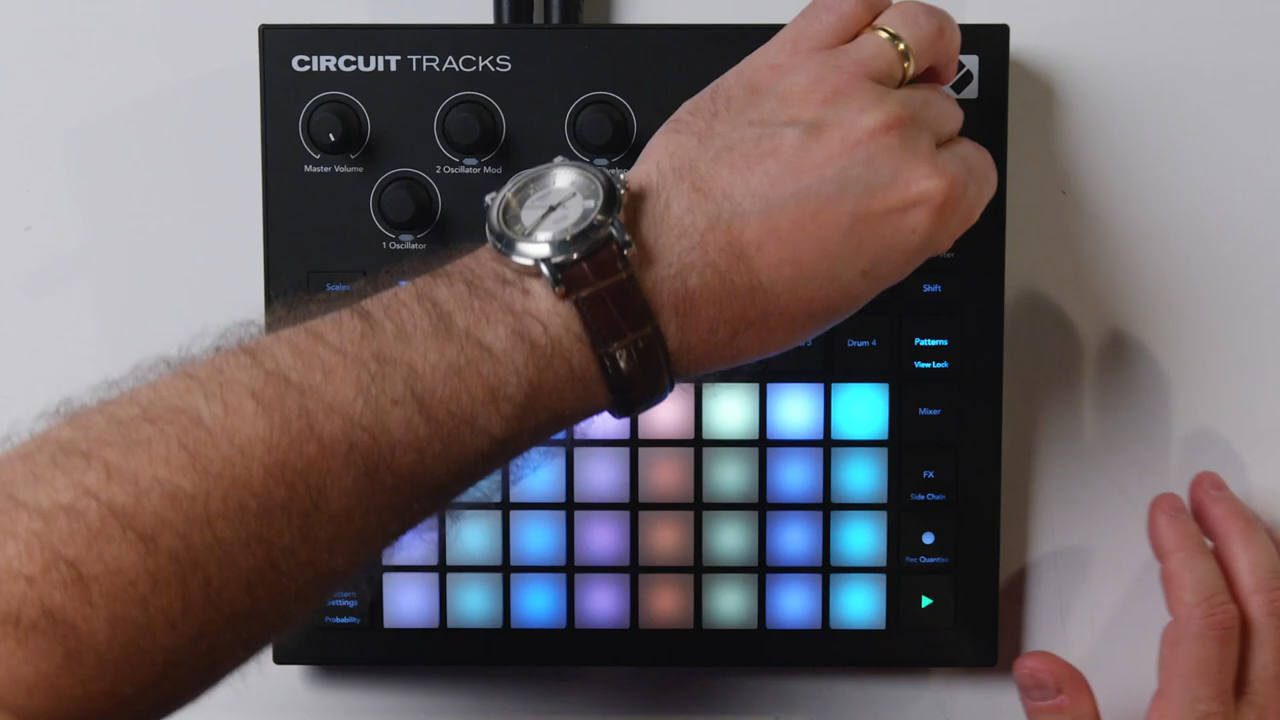 CIRCUIT TRACKS
Master Volume
2 Oscillator Mod
1 Oscillator
Scales
Shift
Drum 4
Patterns
View Lock
Mixer
FX
Side Chain
Rec Quantise
Settings
Probability